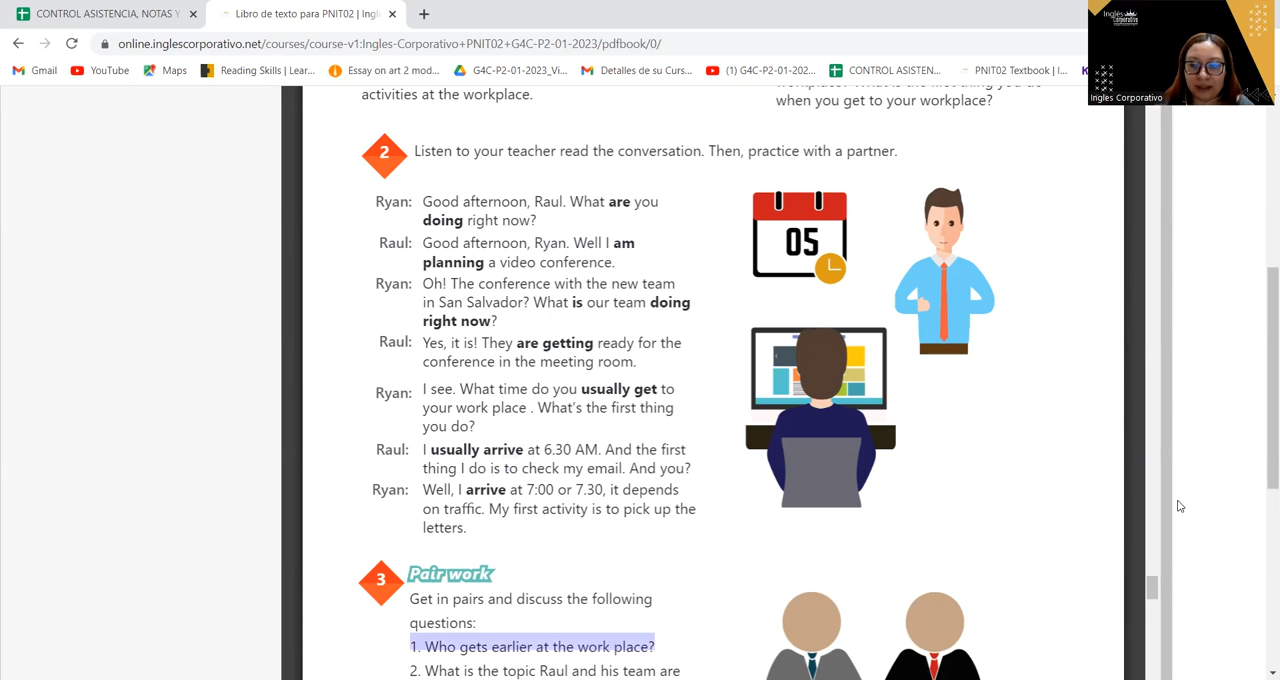 CONTROL ASISTENCIA, NOTAS Y
Libro de texto para PNIT02 | Ingl
online.inglescorporativo.net/courses/course-v1:Ingles-Corporativo+PNIT02+G4C-P2-01-2023/pdfbook/0/
Gmail
YouTube
Maps
Reading Skills | Lear...
Essay on art 2 mod...
G4C-P2-01-2023_Vi...
Detalles de su Curs...
(1) G4C-P2-01-202...
CONTROL ASISTEN...
PNIT02 Textbook | I...
Inglés
Corporativo
Ingles Corporativo
activities at the workplace.
when you get to your workplace?
2
Listen to your teacher read the conversation. Then, practice with a partner.
Ryan: Good afternoon, Raul. What are you
doing right now?
Raul: Good afternoon, Ryan. Well I am
planning a video conference.
Ryan: Oh! The conference with the new team
in San Salvador? What is our team doing
right now?
Raul: Yes, it is! They are getting ready for the
conference in the meeting room.
Ryan: I see. What time do you usually get to
your work place . What's the first thing
you do?
Raul: I usually arrive at 6.30 AM. And the first
thing I do is to check my email. And you?
Ryan: Well, I arrive at 7:00 or 7.30, it depends
on traffic. My first activity is to pick up the
letters.
05
3
Pair work
Get in pairs and discuss the following
questions:
1. Who gets earlier at the work place?
2. What is the topic Raul and his team are